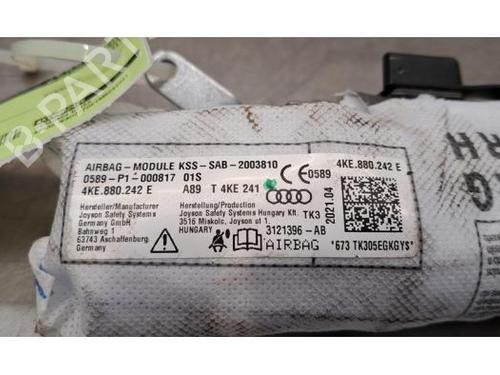 B-PARTS
AIRBAG-MODULE KSS-SAB-2003810
0589-P1-000817 01S
4KE.880.242 E A89 T 4KE 241
CE 0589
4KE.880.242 E
Hersteller/Manufacturer
Joyson Safety Systems
Germany GmbH
Bahnweg 1
63743 Aschaffenburg
Germany
Herstellung/Production
Joyson Safety Systems Hungary Kft. TK3
3516 Miskolc, Joyson ut 1.
HUNGARY
3121396-AB
AIRBAG
2021.04
*673 TK305EGKGYS*
RH